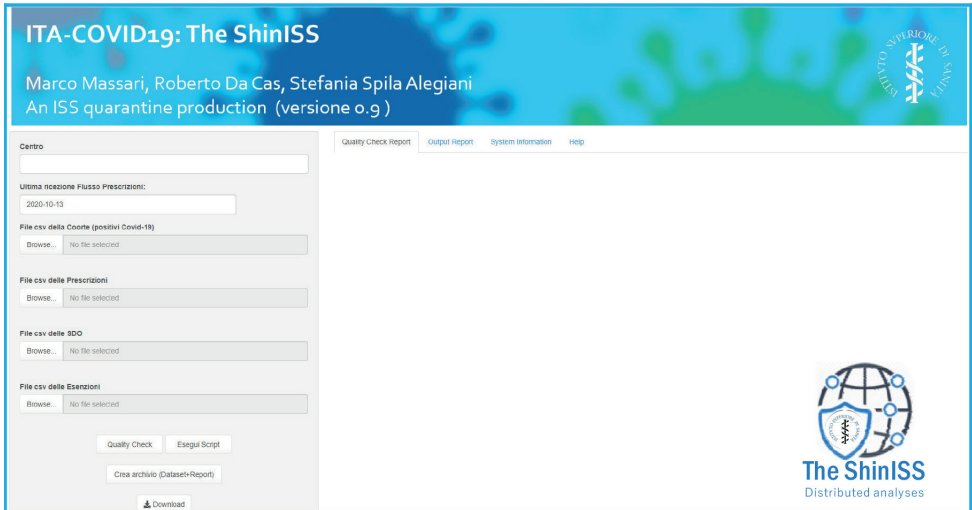 ITA-COVID19: The ShinISS
Marco Massari, Roberto Da Cas, Stefania Spila Alegiani
An ISS quarantine production (versione 0.9 )
ISTITUTO SUPERIORE DI SANITÀ
Centro
Ultima ricezione Flusso Prescrizioni:
2020-10-13
File csv della Coorte (positivi Covid-19)
Browse... No file selected
File csv delle Prescrizioni
Browse... No file selected
File csv delle SDO
Browse... No file selected
File csv delle Esenzioni
Browse... No file selected
Quality Check Esegui Script
Crea archivio (Dataset+Report)
Download
Quality Check Report Output Report System Information Help
The ShinISS
Distributed analyses